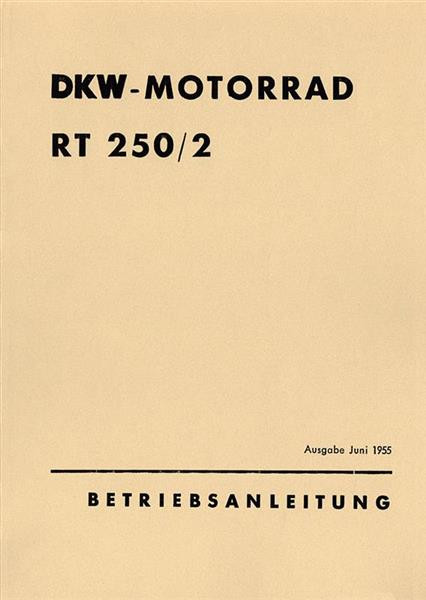 DKW-MOTORRAD
RT 250/2
Ausgabe Juni 1955
BETRIEBSANLEITUNG